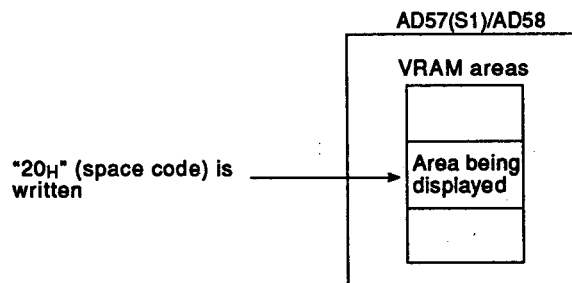 AD57(S1)/AD58
VRAM areas
"20H" (space code) is
written
Area being
displayed